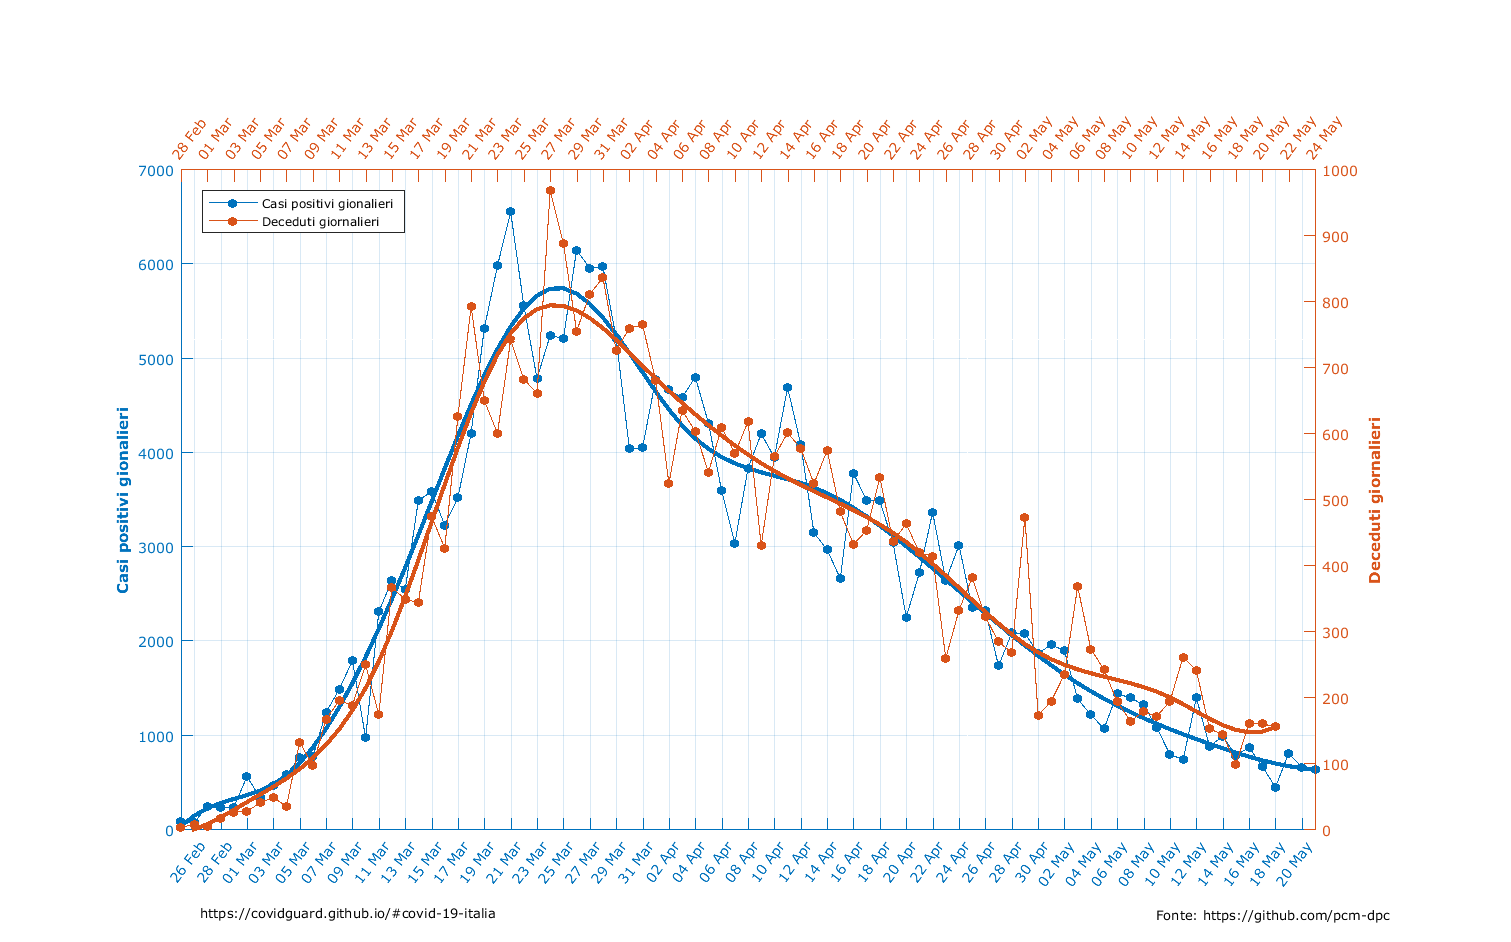 28 Feb
01 Mar
03 Mar
05 Mar
07 Mar
09 Mar
11 Mar
13 Mar
15 Mar
17 Mar
19 Mar
21 Mar
23 Mar
25 Mar
27 Mar
29 Mar
31 Mar
02 Apr
04 Apr
06 Apr
08 Apr
10 Apr
12 Apr
14 Apr
16 Apr
18 Apr
20 Apr
22 Apr
24 Apr
26 Apr
28 Apr
30 Apr
02 May
04 May
06 May
08 May
10 May
12 May
14 May
16 May
18 May
20 May
22 May
24 May
Casi positivi gionalieri
Deceduti giornalieri
7000
6000
5000
4000
3000
2000
1000
0
Casi positivi gionalieri
1000
900
800
700
600
500
400
300
200
100
0
Deceduti giornalieri
26 Feb
28 Feb
01 Mar
03 Mar
05 Mar
07 Mar
09 Mar
11 Mar
13 Mar
15 Mar
17 Mar
19 Mar
21 Mar
23 Mar
25 Mar
27 Mar
29 Mar
31 Mar
02 Apr
04 Apr
06 Apr
08 Apr
10 Apr
12 Apr
14 Apr
16 Apr
18 Apr
20 Apr
22 Apr
24 Apr
26 Apr
28 Apr
30 Apr
02 May
04 May
06 May
08 May
10 May
12 May
14 May
16 May
18 May
20 May
https://covidguard.github.io/#covid-19-italia
Fonte: https://github.com/pcm-dpc